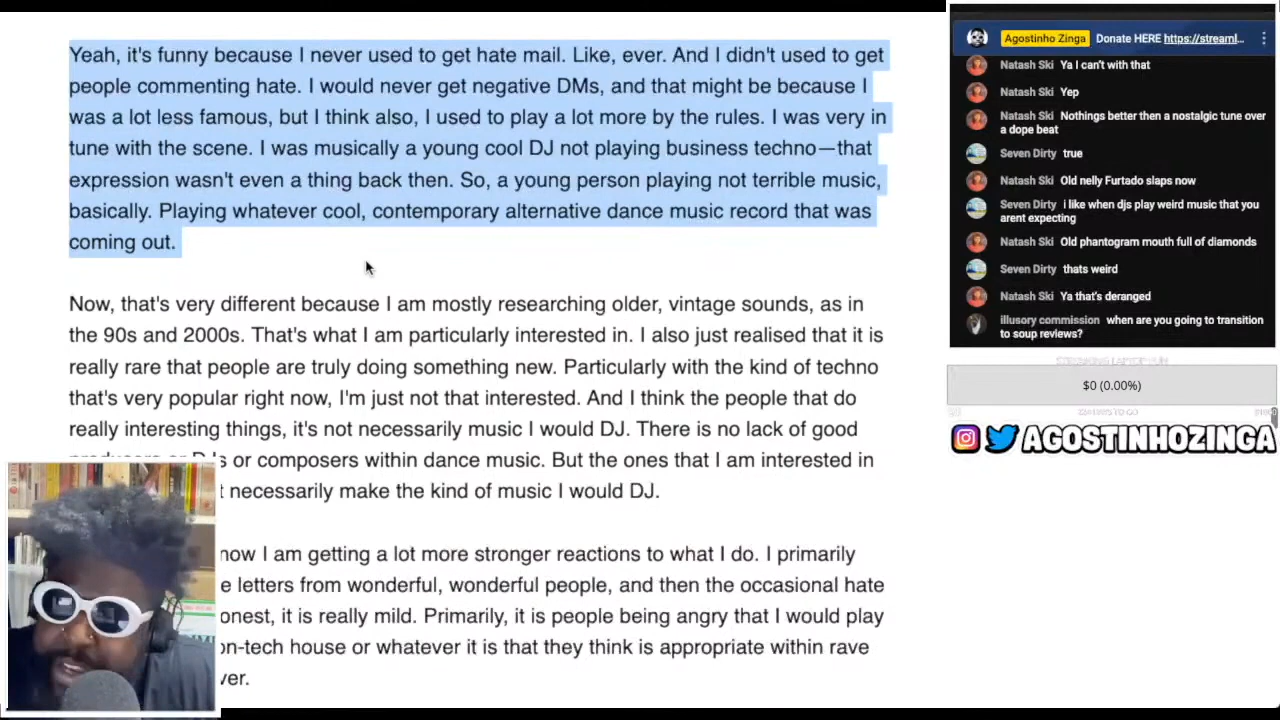 Yeah, it's funny because I never used to get hate mail. Like, ever. And I didn't used to get
people commenting hate. I would never get negative DMs, and that might be because I
was a lot less famous, but I think also, I used to play a lot more by the rules. I was very in
tune with the scene. I was musically a young cool DJ not playing business techno—that
expression wasn't even a thing back then. So, a young person playing not terrible music,
basically. Playing whatever cool, contemporary alternative dance music record that was
coming out.
Now, that's very different because I am mostly researching older, vintage sounds, as in
the 90s and 2000s. That's what I am particularly interested in. I also just realised that it is
really rare that people are truly doing something new. Particularly with the kind of techno
that's very popular right now, I'm just not that interested. And I think the people that do
really interesting things, it's not necessarily music I would DJ. There is no lack of good
or composers within dance music. But the ones that I am interested in
necessarily make the kind of music I would DJ.
now I am getting a lot more stronger reactions to what I do. I primarily
letters from wonderful, wonderful people, and then the occasional hate
it is really mild. Primarily, it is people being angry that I would play
house or whatever it is that they think is appropriate within rave
Agostinho Zinga Donate HERE https://streaml...
Natash Ski Ya I can't with that
Natash Ski Yep
Natash Ski Nothings better then a nostalgic tune over
a dope beat
Seven Dirty true
Natash Ski Old nelly Furtado slaps now
Seven Dirty i like when djs play weird music that you
arent expecting
Natash Ski Old phantogram mouth full of diamonds
Seven Dirty thats weird
Natash Ski Ya that's deranged
illusory commission when are you going to transition
to soup reviews?
$0 (0.00%)
AGOSTINHOZINGA